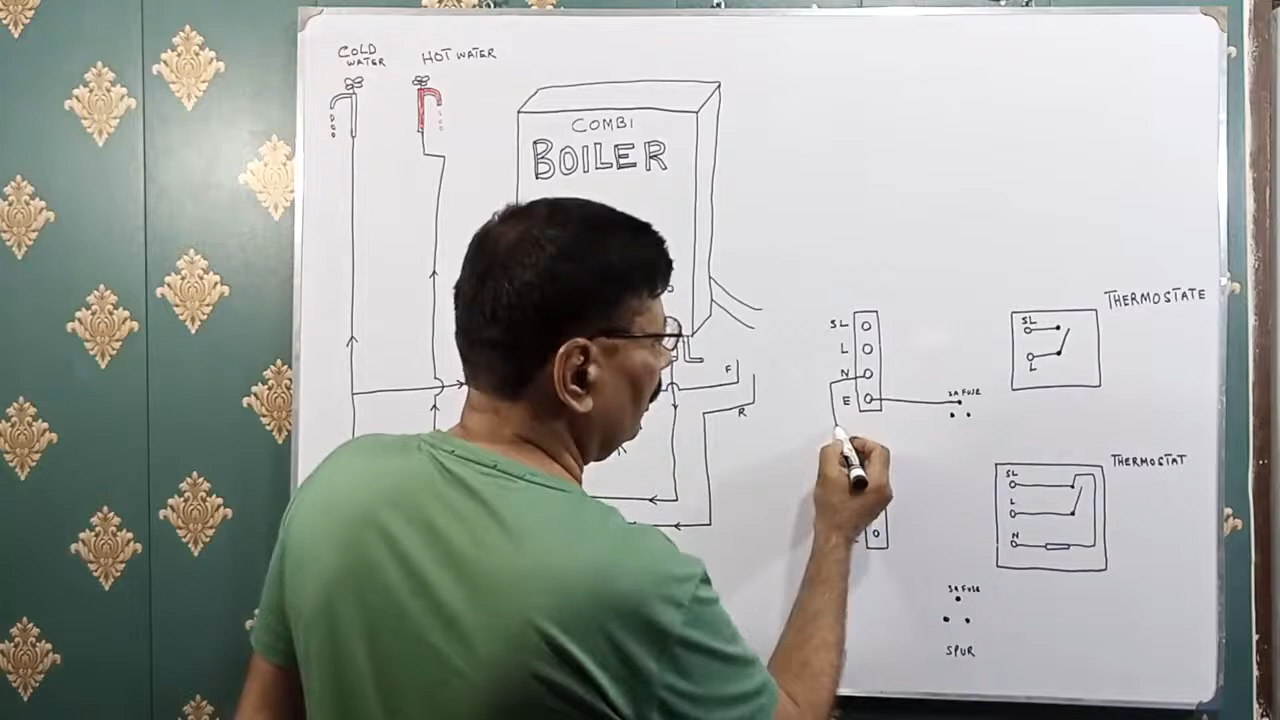 COLD
WATER
HOT WATER
COMBI
BOILER
F
R
SL
L
N
E
3A FUSE
THERMOSTATE
SL
L
THERMOSTAT
SL
L
N
3A FUSE
SPUR